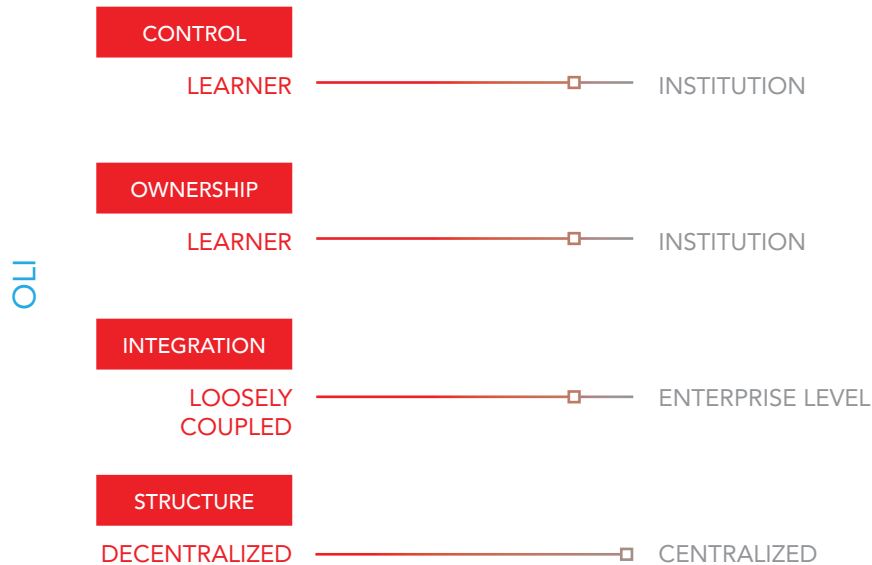 OLI
CONTROL
LEARNER INSTITUTION
OWNERSHIP
LEARNER INSTITUTION
INTEGRATION
LOOSELY ENTERPRISE LEVEL
COUPLED
STRUCTURE
DECENTRALIZED CENTRALIZED